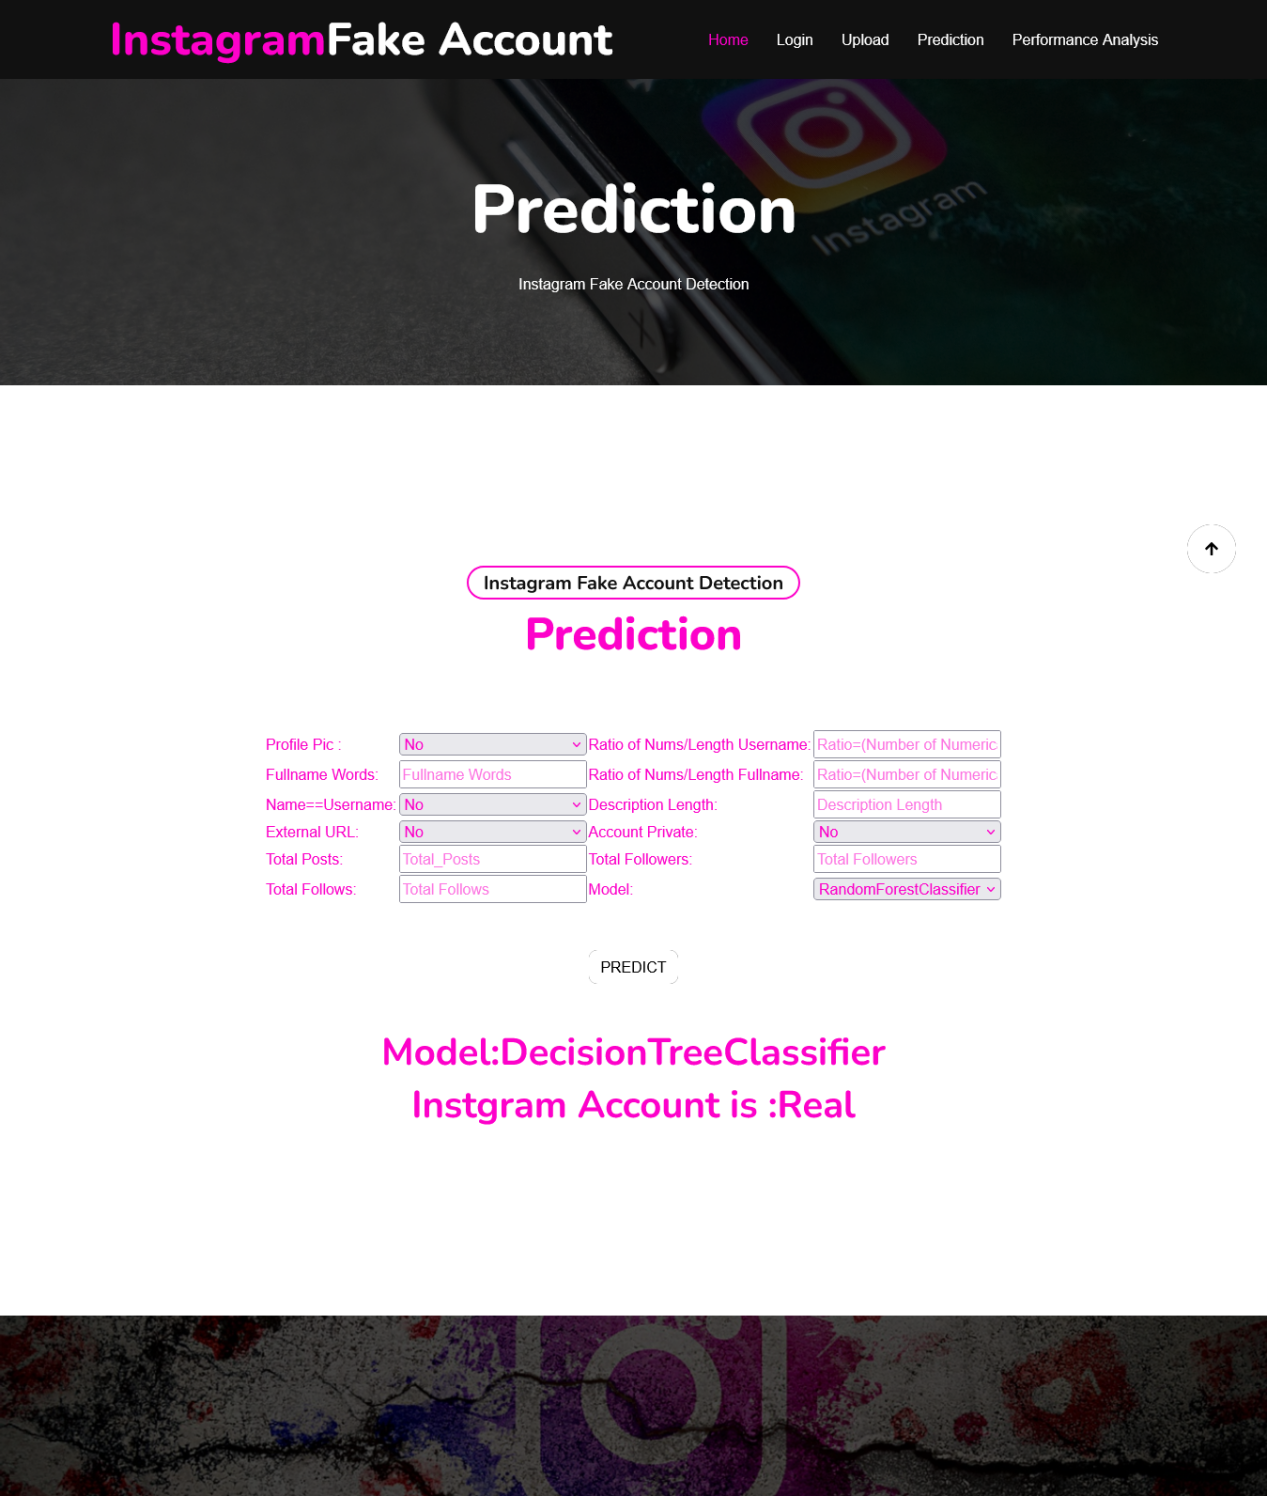 InstagramFake Account
Home Login Upload Prediction Performance Analysis
Instagram
Prediction
Instagram Fake Account Detection
Instagram Fake Account Detection
Prediction
Profile Pic : No Ratio of Nums/Length Username: Ratio=(Number of Numeric
Fullname Words: Fullname Words Ratio of Nums/Length Fullname: Ratio=(Number of Numeric
Name==Username: No Description Length: Description Length
External URL: No Account Private: No
Total Posts: Total_Posts Total Followers: Total Followers
Total Follows: Total Follows Model: RandomForestClassifier
PREDICT
Model:DecisionTreeClassifier
Instgram Account is :Real